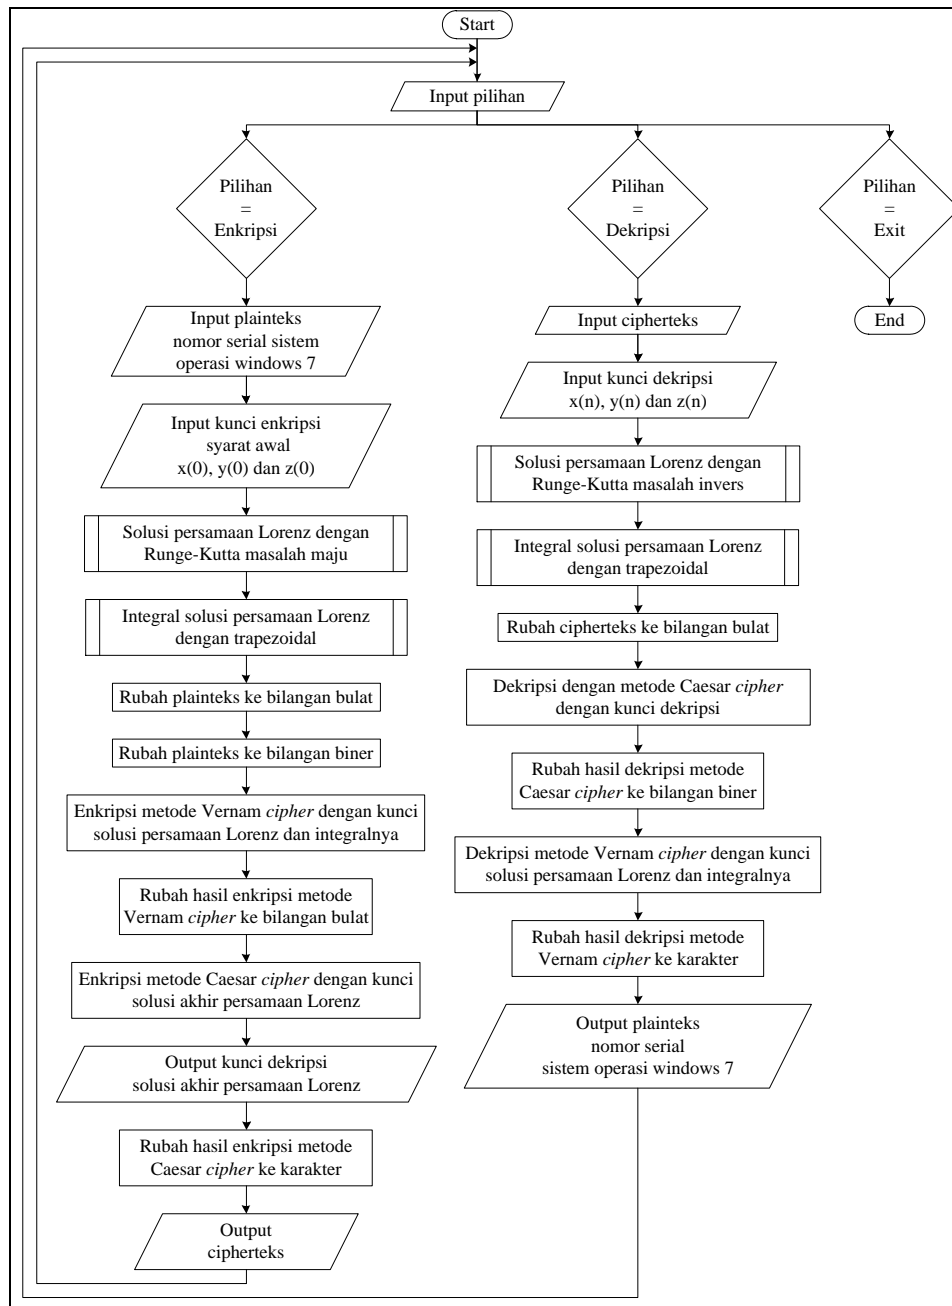 Start
Input pilihan
Pilihan
=
Enkripsi
Pilihan
=
Dekripsi
Pilihan
=
Exit
Input plainteks
nomor serial sistem
operasi windows 7
Input kunci enkripsi
syarat awal
x(0), y(0) dan z(0)
Solusi persamaan Lorenz dengan
Runge-Kutta masalah maju
Integral solusi persamaan Lorenz
dengan trapezoidal
Rubah plainteks ke bilangan bulat
Rubah plainteks ke bilangan biner
Enkripsi metode Vernam cipher dengan kunci
solusi persamaan Lorenz dan integralnya
Rubah hasil enkripsi metode
Vernam cipher ke bilangan bulat
Enkripsi metode Caesar cipher dengan kunci
solusi akhir persamaan Lorenz
Output kunci dekripsi
solusi akhir persamaan Lorenz
Rubah hasil enkripsi metode
Caesar cipher ke karakter
Output
cipherteks
Input cipherteks
Input kunci dekripsi
x(n), y(n) dan z(n)
Solusi persamaan Lorenz dengan
Runge-Kutta masalah invers
Integral solusi persamaan Lorenz
dengan trapezoidal
Rubah cipherteks ke bilangan bulat
Dekripsi dengan metode Caesar cipher
dengan kunci dekripsi
Rubah hasil dekripsi metode
Caesar cipher ke bilangan biner
Dekripsi metode Vernam cipher dengan kunci
solusi persamaan Lorenz dan integralnya
Rubah hasil dekripsi metode
Vernam cipher ke karakter
Output plainteks
nomor serial
sistem operasi windows 7
End